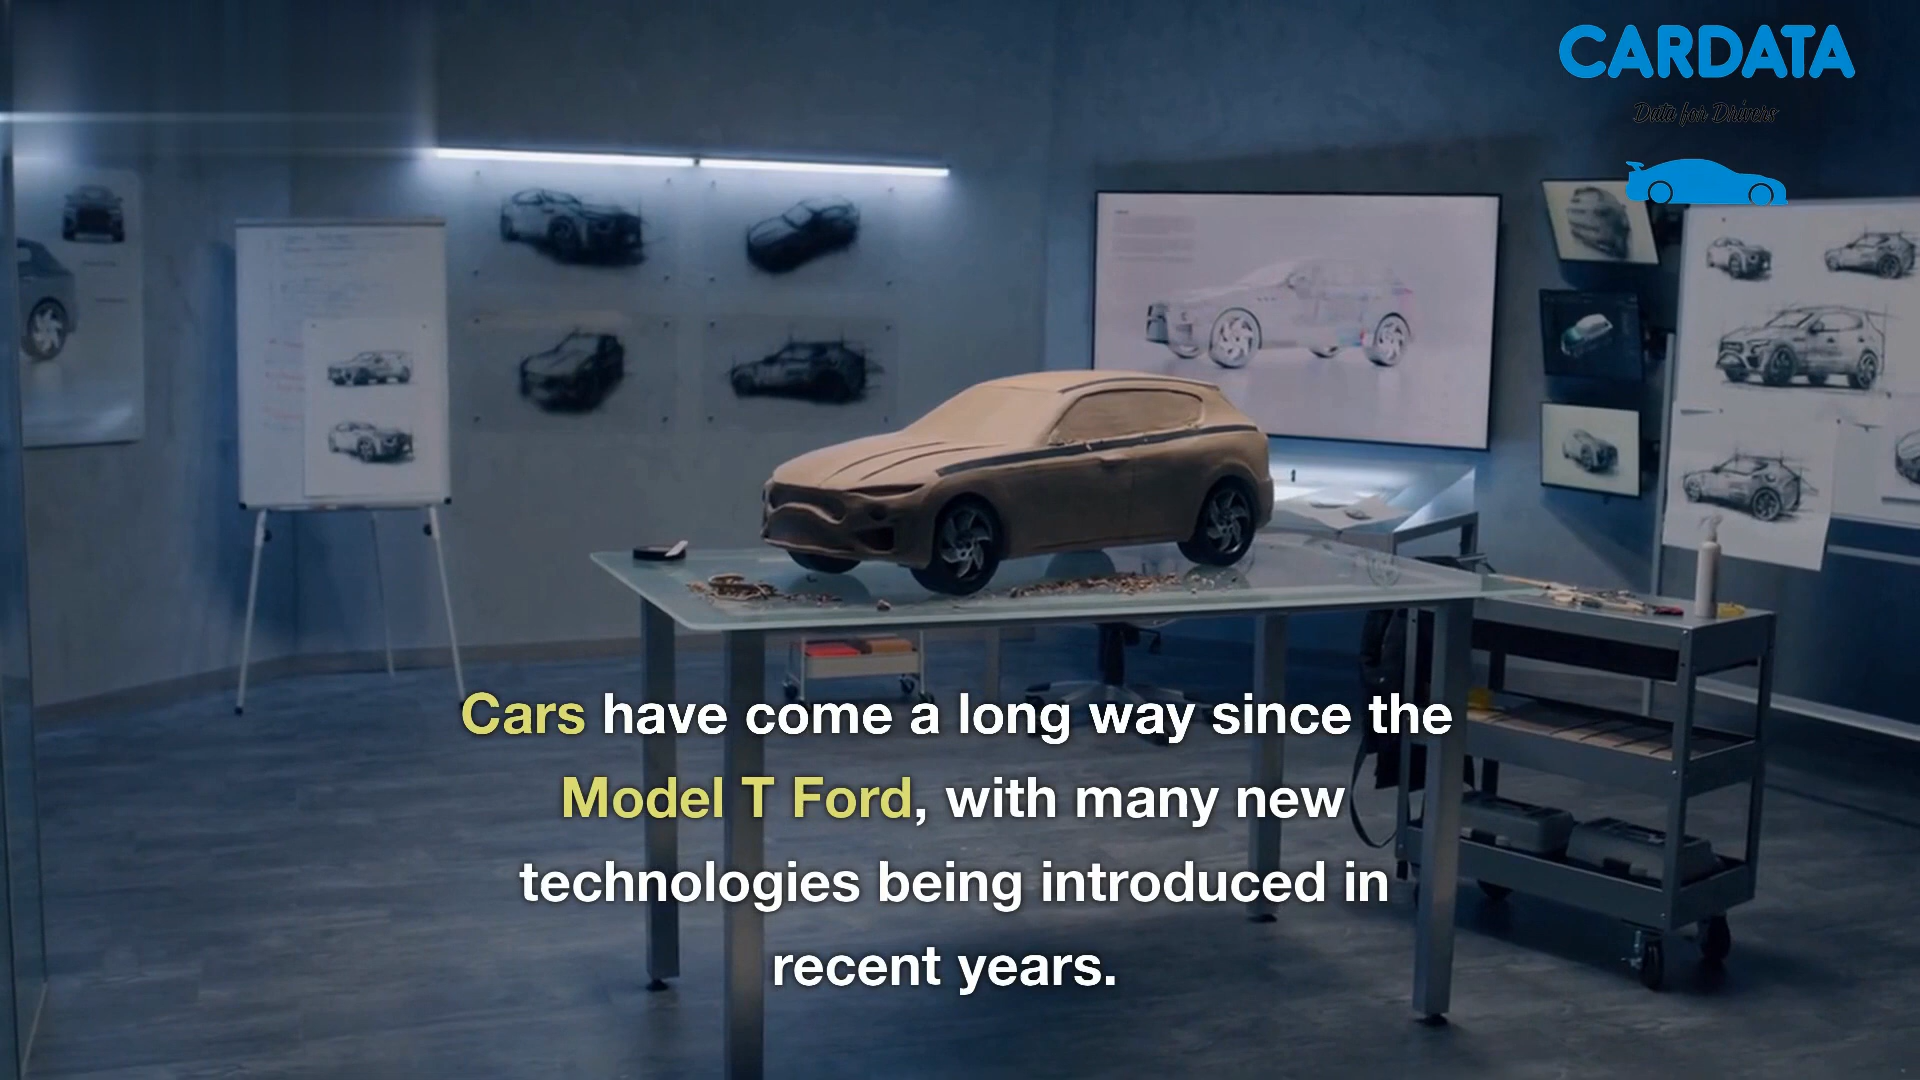 CARDATA
Data for Drivers
Cars have come a long way since the
Model T Ford, with many new
technologies being introduced in
recent years.